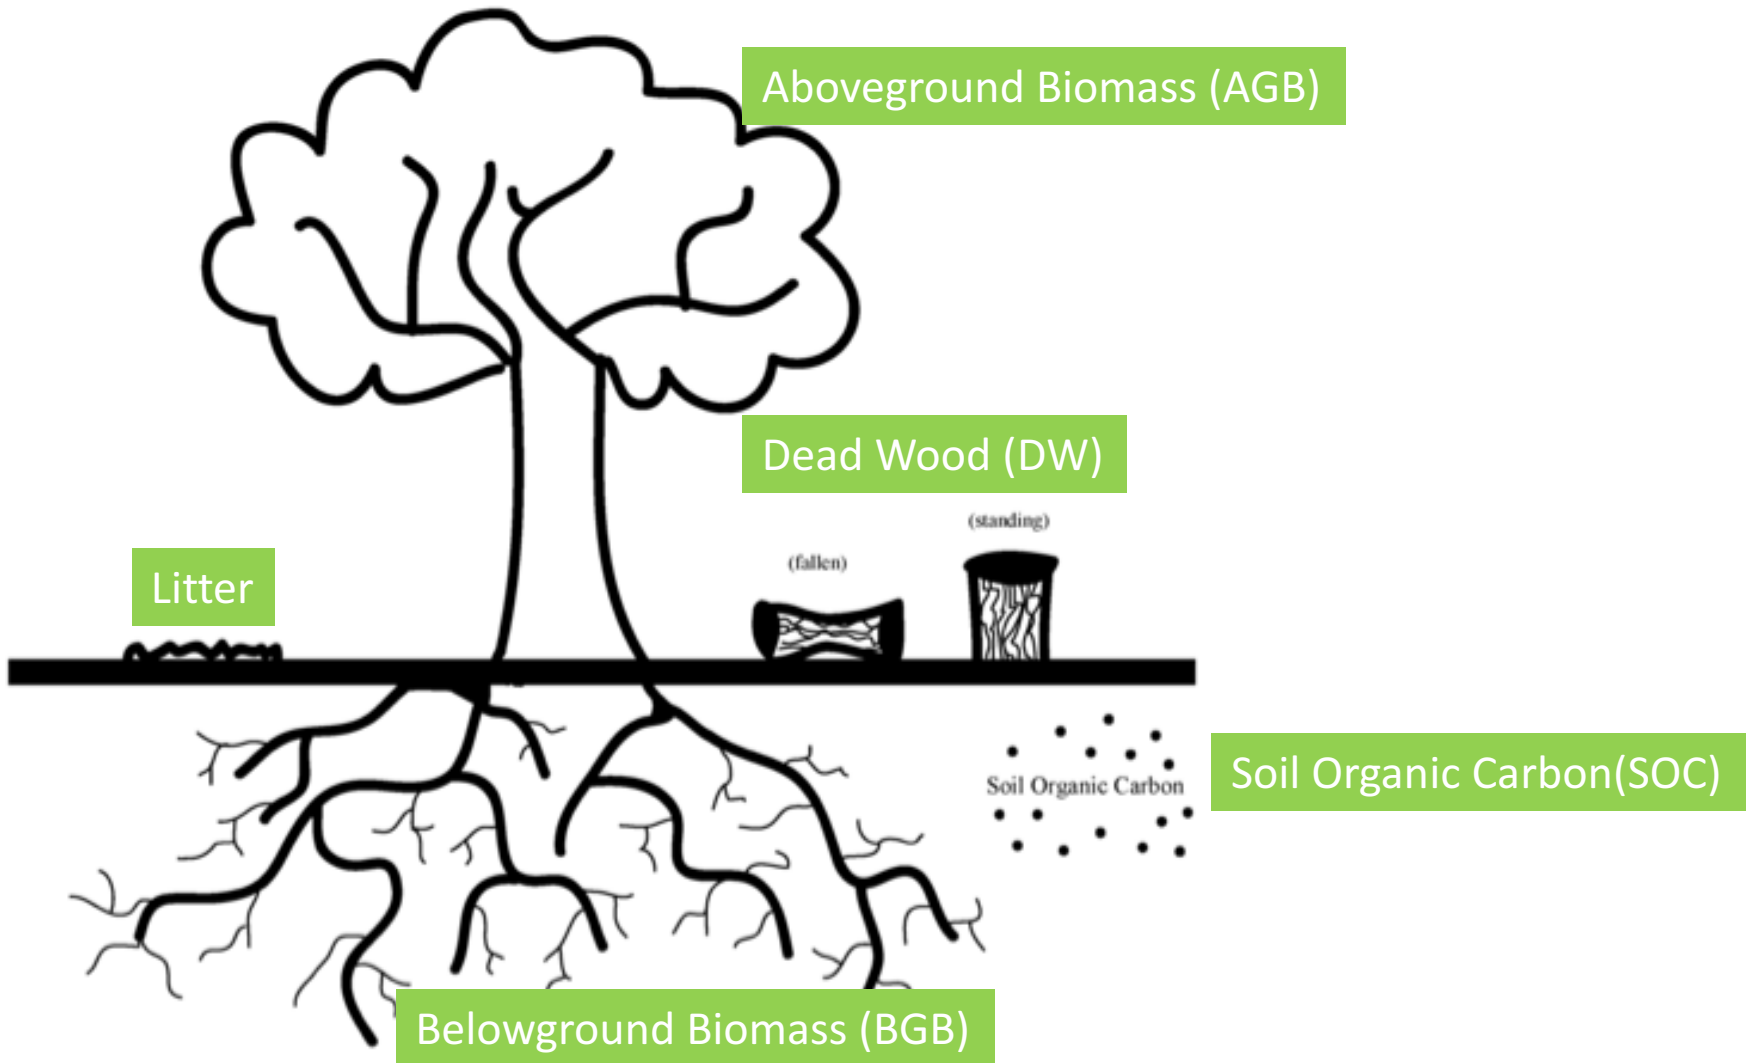 Aboveground Biomass (AGB)
Dead Wood (DW)
(standing)
(fallen)
Litter
Soil Organic Carbon
Soil Organic Carbon(SOC)
Belowground Biomass (BGB)